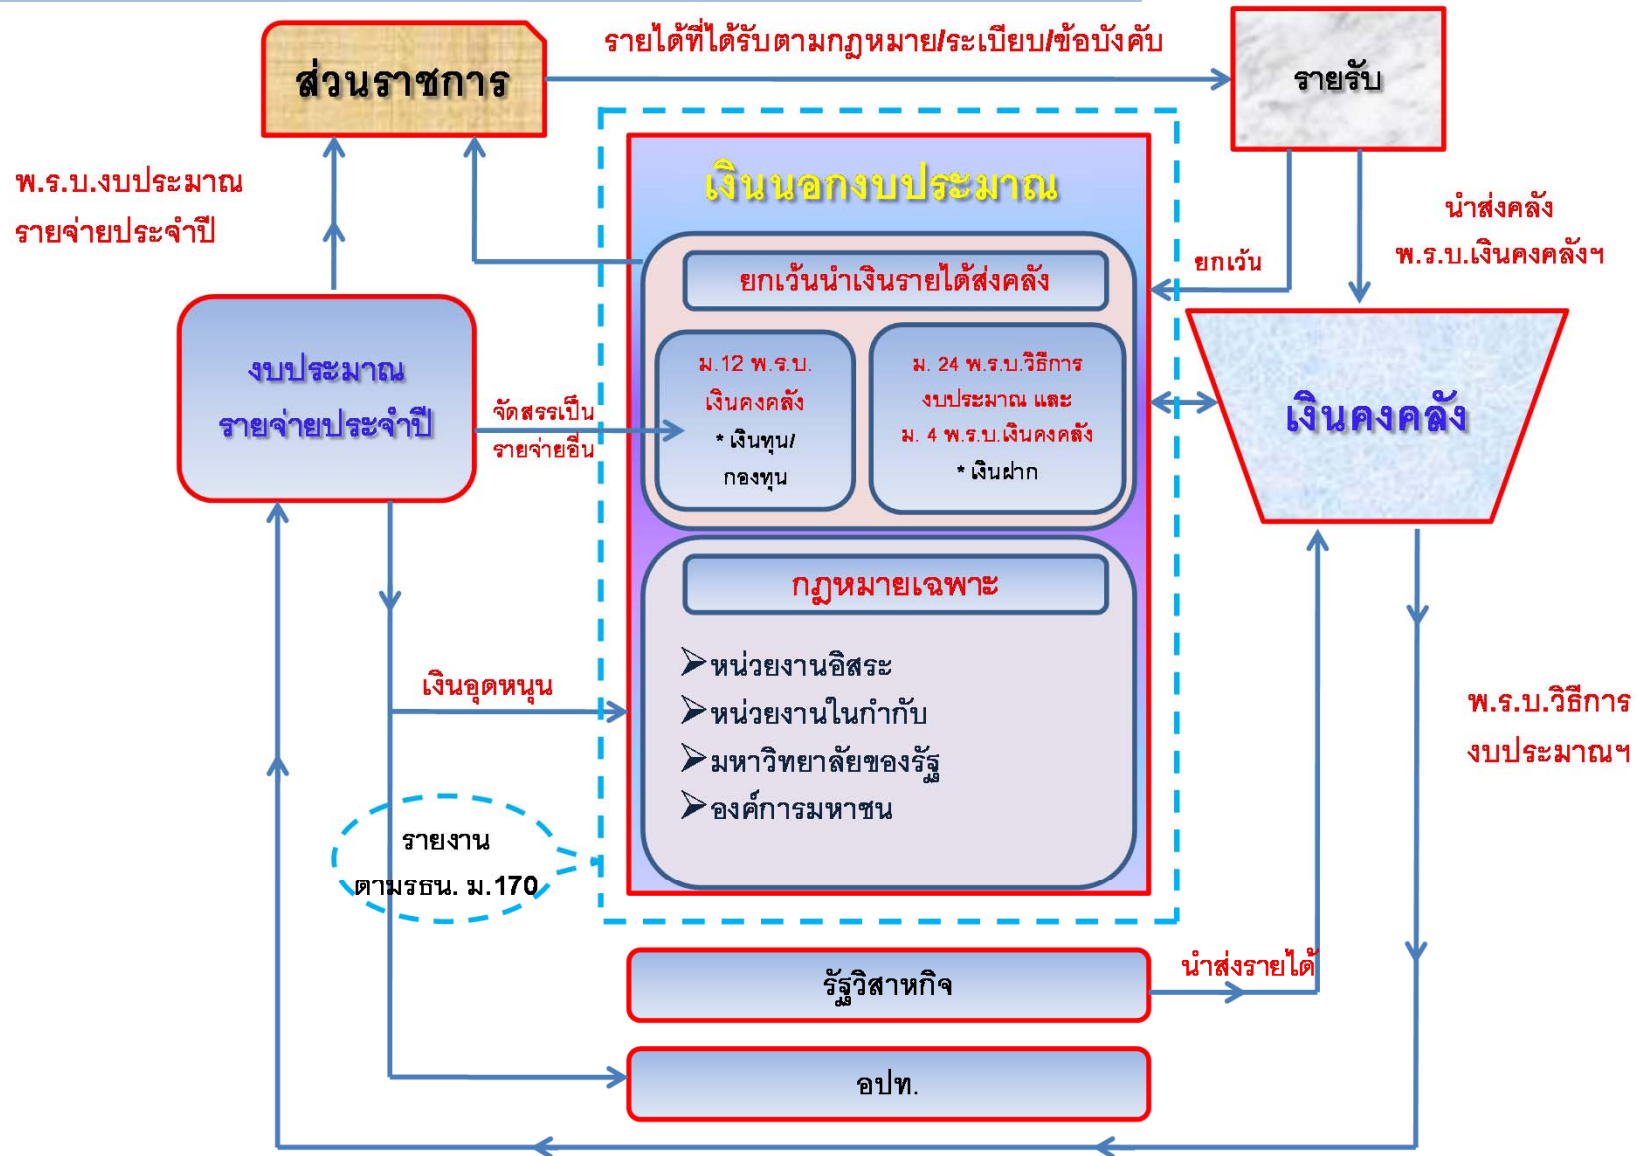 รายได้ที่ได้รับตามกฎหมาย/ระเบียบ/ข้อบังคับ
ส่วนราชการ
รายรับ
พ.ร.บ.งบประมาณ
รายจ่ายประจำปี
เงินนอกงบประมาณ
นำส่งคลัง
พ.ร.บ.เงินคงคลังฯ
ยกเว้น
ยกเว้นนำเงินรายได้ส่งคลัง
งบประมาณ
รายจ่ายประจำปี
จัดสรรเป็น
รายจ่ายอื่น
ม.12 พ.ร.บ.
เงินคงคลัง
* เงินทุน/
กองทุน
ม. 24 พ.ร.บ.วิธีการ
งบประมาณ และ
ม. 4 พ.ร.บ.เงินคงคลัง
* เงินฝาก
เงินคงคลัง
กฎหมายเฉพาะ
➢หน่วยงานอิสระ
➢หน่วยงานในกำกับ
➢มหาวิทยาลัยของรัฐ
➢องค์การมหาชน
เงินอุดหนุน
พ.ร.บ.วิธีการ
งบประมาณฯ
รายงาน
ตามรธน. ม.170
รัฐวิสาหกิจ
นำส่งรายได้
อปท.